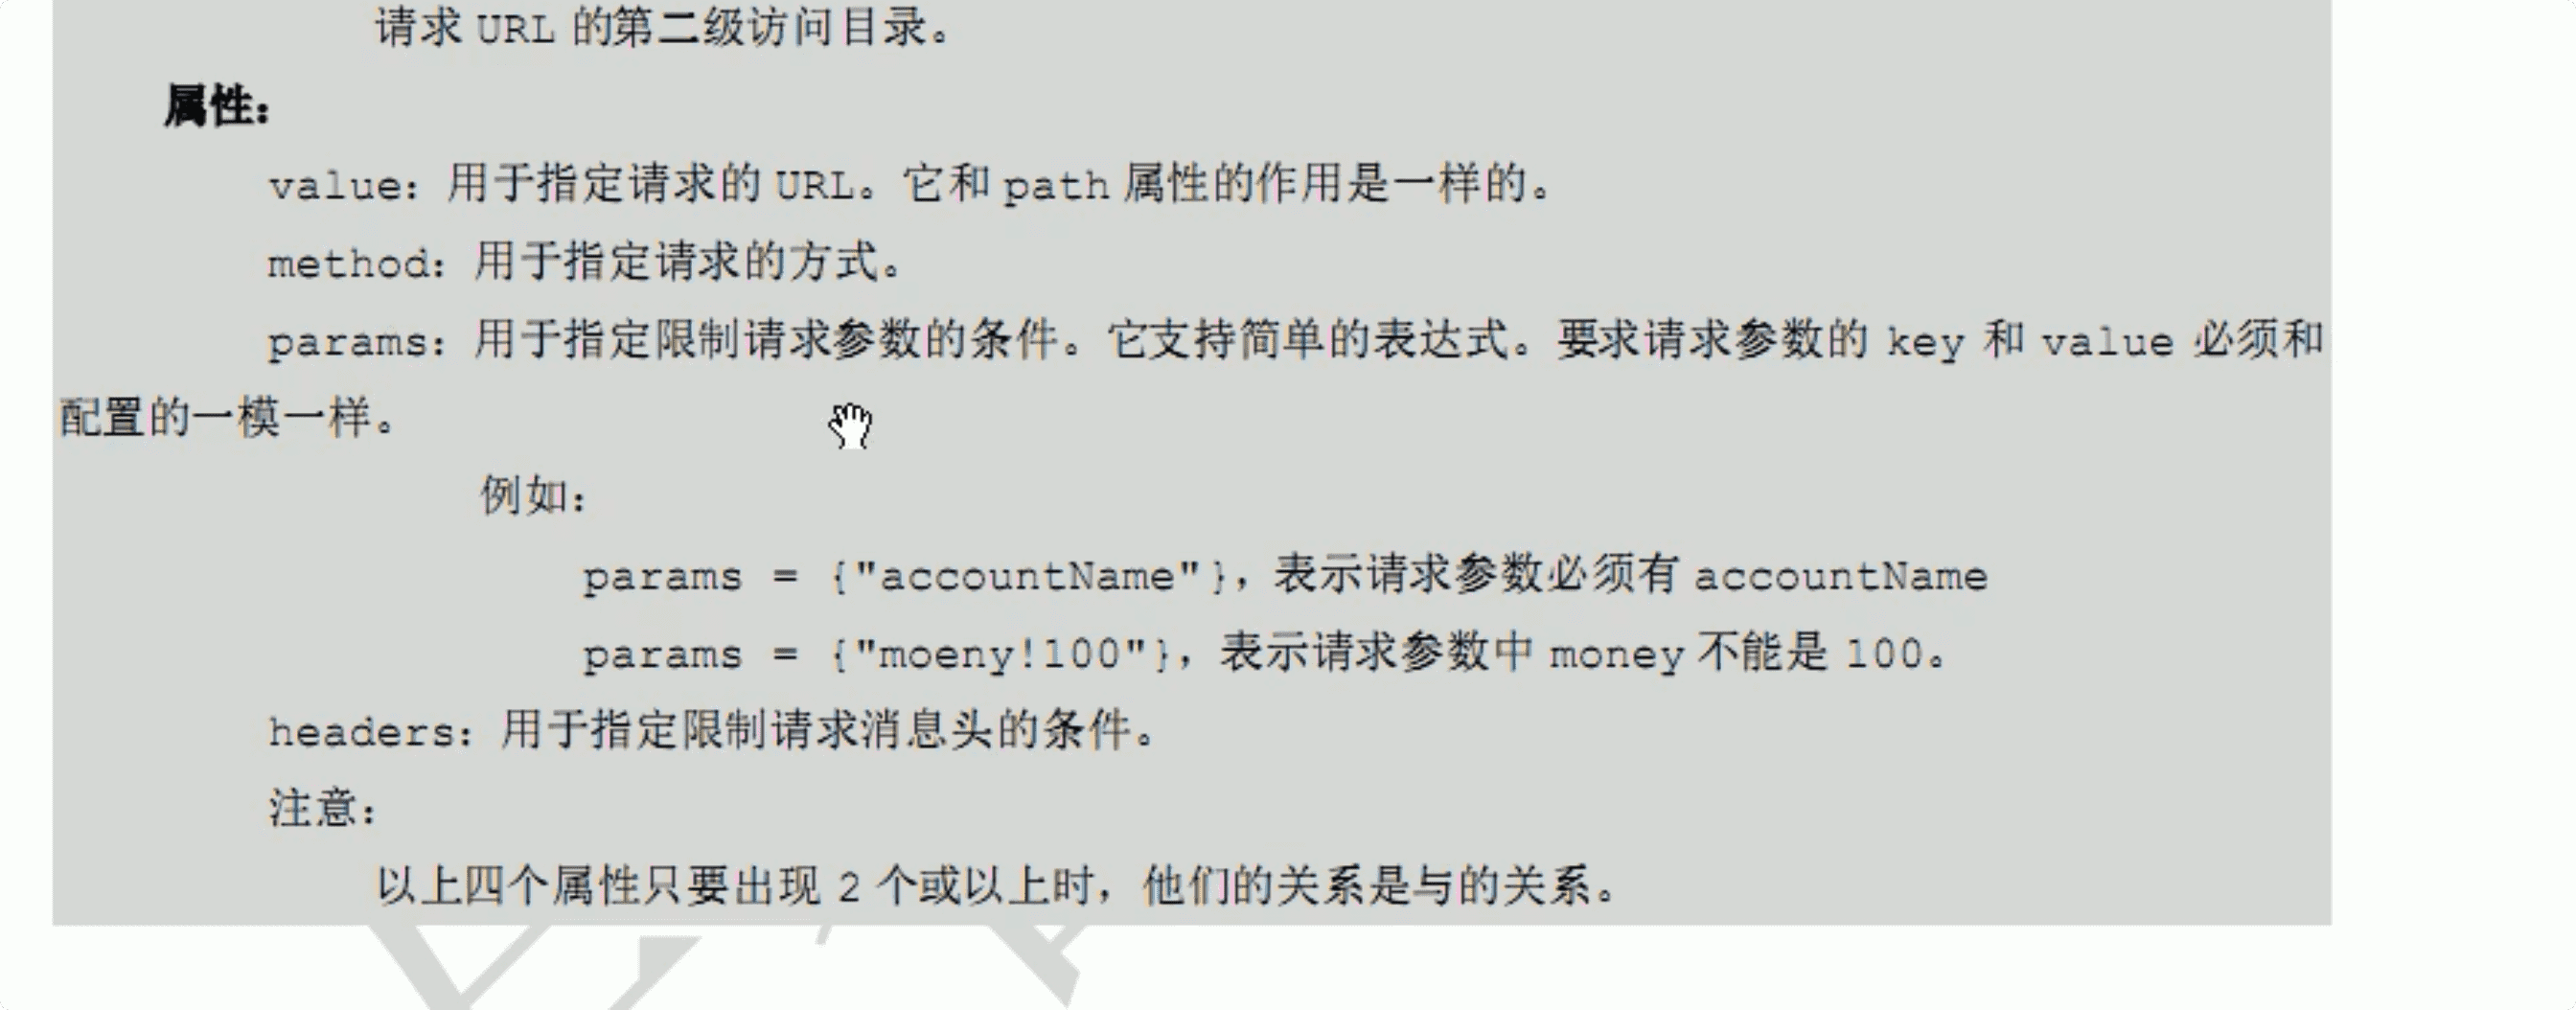 请求 URL 的第二级访问目录。
属性：
value：用于指定请求的 URL。它和 path 属性的作用是一样的。
method：用于指定请求的方式。
params：用于指定限制请求参数的条件。它支持简单的表达式。要求请求参数的 key 和 value 必须和
配置的一模一样。
例如：
params = {"accountName"}，表示请求参数必须有 accountName
params = {"moeny!100"}，表示请求参数中 money 不能是 100。
headers：用于指定限制请求消息头的条件。
注意：
以上四个属性只要出现 2 个或以上时，他们的关系是与的关系。